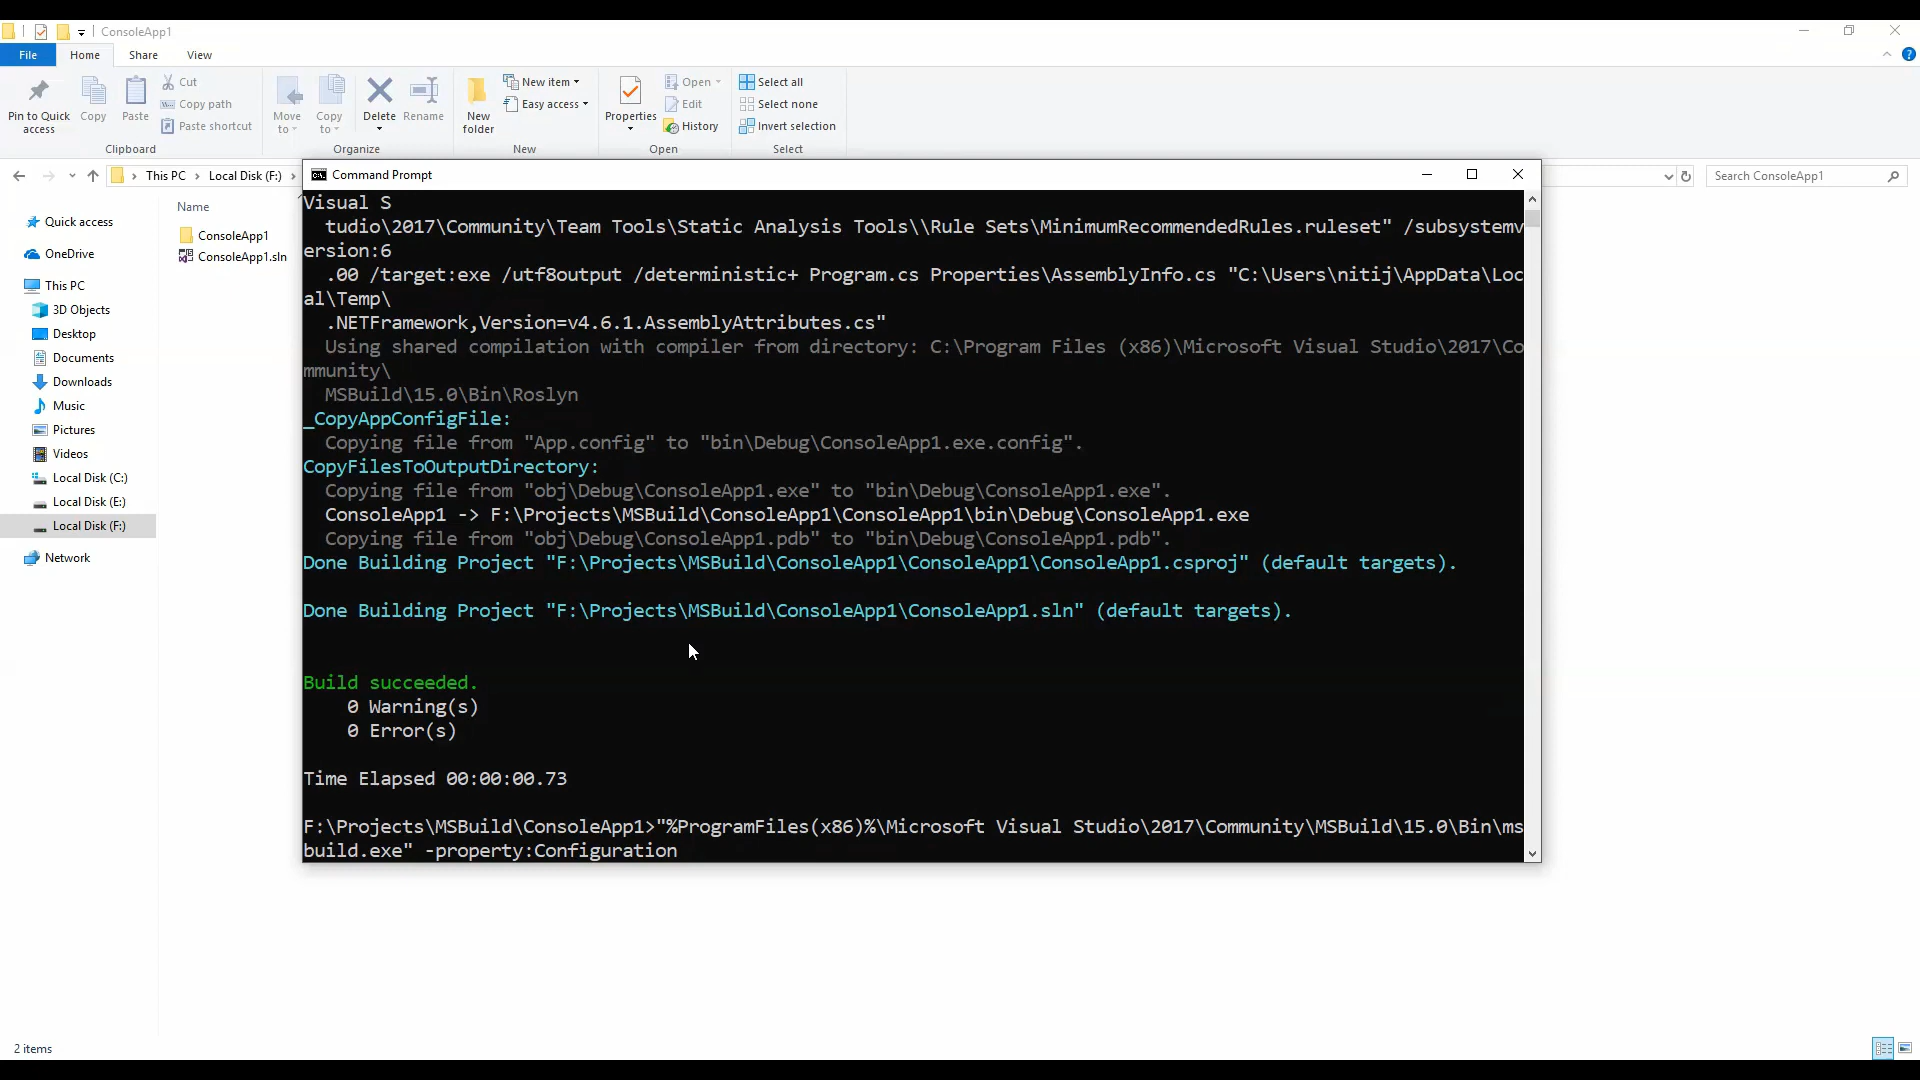 ConsoleApp1
File Home Share View
Pin to Quick access
Copy
Paste
Cut
Copy path
Paste shortcut
Clipboard
Move to
Copy to
Delete
Rename
Organize
New folder
New item
Easy access
New
Properties
Open
Edit
History
Open
Select all
Select none
Invert selection
Select
This PC > Local Disk (F:) >
Search ConsoleApp1
Quick access
OneDrive
This PC
3D Objects
Desktop
Documents
Downloads
Music
Pictures
Videos
Local Disk (C:)
Local Disk (E:)
Local Disk (F:)
Network
Name
ConsoleApp1
ConsoleApp1.sln
Command Prompt
Visual S
tudio\2017\Community\Team Tools\Static Analysis Tools\\Rule Sets\MinimumRecommendedRules.ruleset" /subsystemv
ersion:6
.00 /target:exe /utf8output /deterministic+ Program.cs Properties\AssemblyInfo.cs "C:\Users\nitij\AppData\Loc
al\Temp\
.NETFramework,Version=v4.6.1.AssemblyAttributes.cs"
Using shared compilation with compiler from directory: C:\Program Files (x86)\Microsoft Visual Studio\2017\Co
mmunity\
MSBuild\15.0\Bin\Roslyn
_CopyAppConfigFile:
Copying file from "App.config" to "bin\Debug\ConsoleApp1.exe.config".
CopyFilesToOutputDirectory:
Copying file from "obj\Debug\ConsoleApp1.exe" to "bin\Debug\ConsoleApp1.exe".
ConsoleApp1 -> F:\Projects\MSBuild\ConsoleApp1\ConsoleApp1\bin\Debug\ConsoleApp1.exe
Copying file from "obj\Debug\ConsoleApp1.pdb" to "bin\Debug\ConsoleApp1.pdb".
Done Building Project "F:\Projects\MSBuild\ConsoleApp1\ConsoleApp1\ConsoleApp1.csproj" (default targets).
Done Building Project "F:\Projects\MSBuild\ConsoleApp1\ConsoleApp1.sln" (default targets).
Build succeeded.
0 Warning(s)
0 Error(s)
Time Elapsed 00:00:00.73
F:\Projects\MSBuild\ConsoleApp1>"%ProgramFiles(x86)%\Microsoft Visual Studio\2017\Community\MSBuild\15.0\Bin\ms
build.exe" -property:Configuration
2 items